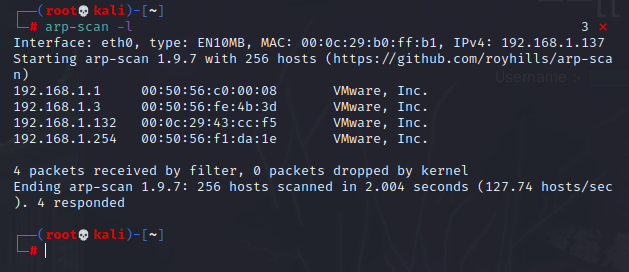 ┌──(root💀kali)-[~]
└─# arp-scan -l 3 ⨯
Interface: eth0, type: EN10MB, MAC: 00:0c:29:b0:ff:b1, IPv4: 192.168.1.137
Starting arp-scan 1.9.7 with 256 hosts (https://github.com/royhills/arp-sca
n)
192.168.1.1 00:50:56:c0:00:08 VMware, Inc.
192.168.1.3 00:50:56:fe:4b:3d VMware, Inc.
192.168.1.132 00:0c:29:43:cc:f5 VMware, Inc.
192.168.1.254 00:50:56:f1:da:1e VMware, Inc.
4 packets received by filter, 0 packets dropped by kernel
Ending arp-scan 1.9.7: 256 hosts scanned in 2.004 seconds (127.74 hosts/sec
). 4 responded
┌──(root💀kali)-[~]
└─#
Username :-